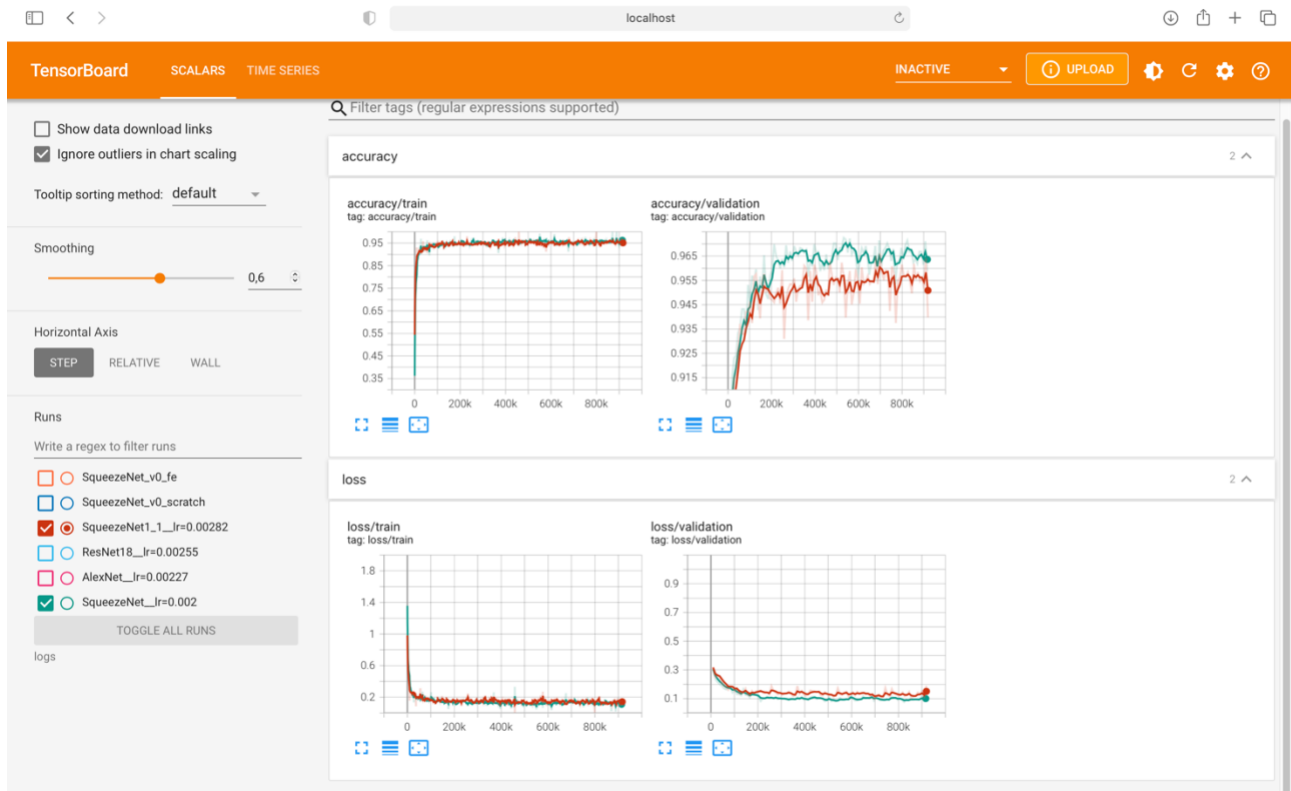 localhost
TensorBoard SCALARS TIME SERIES INACTIVE UPLOAD
Show data download links
Ignore outliers in chart scaling
Tooltip sorting method: default
Smoothing
0,6
Horizontal Axis
STEP RELATIVE WALL
Runs
Write a regex to filter runs
SqueezeNet_v0_fe
SqueezeNet_v0_scratch
SqueezeNet1_1__lr=0.00282
ResNet18__lr=0.00255
AlexNet__lr=0.00227
SqueezeNet__lr=0.002
TOGGLE ALL RUNS
logs
Filter tags (regular expressions supported)
accuracy 2
accuracy/train
tag: accuracy/train
0.95
0.85
0.75
0.65
0.55
0.45
0.35
0 200k 400k 600k 800k
accuracy/validation
tag: accuracy/validation
0.965
0.955
0.945
0.935
0.925
0.915
0 200k 400k 600k 800k
loss 2
loss/train
tag: loss/train
1.8
1.4
1
0.6
0.2
0 200k 400k 600k 800k
loss/validation
tag: loss/validation
0.9
0.7
0.5
0.3
0.1
0 200k 400k 600k 800k